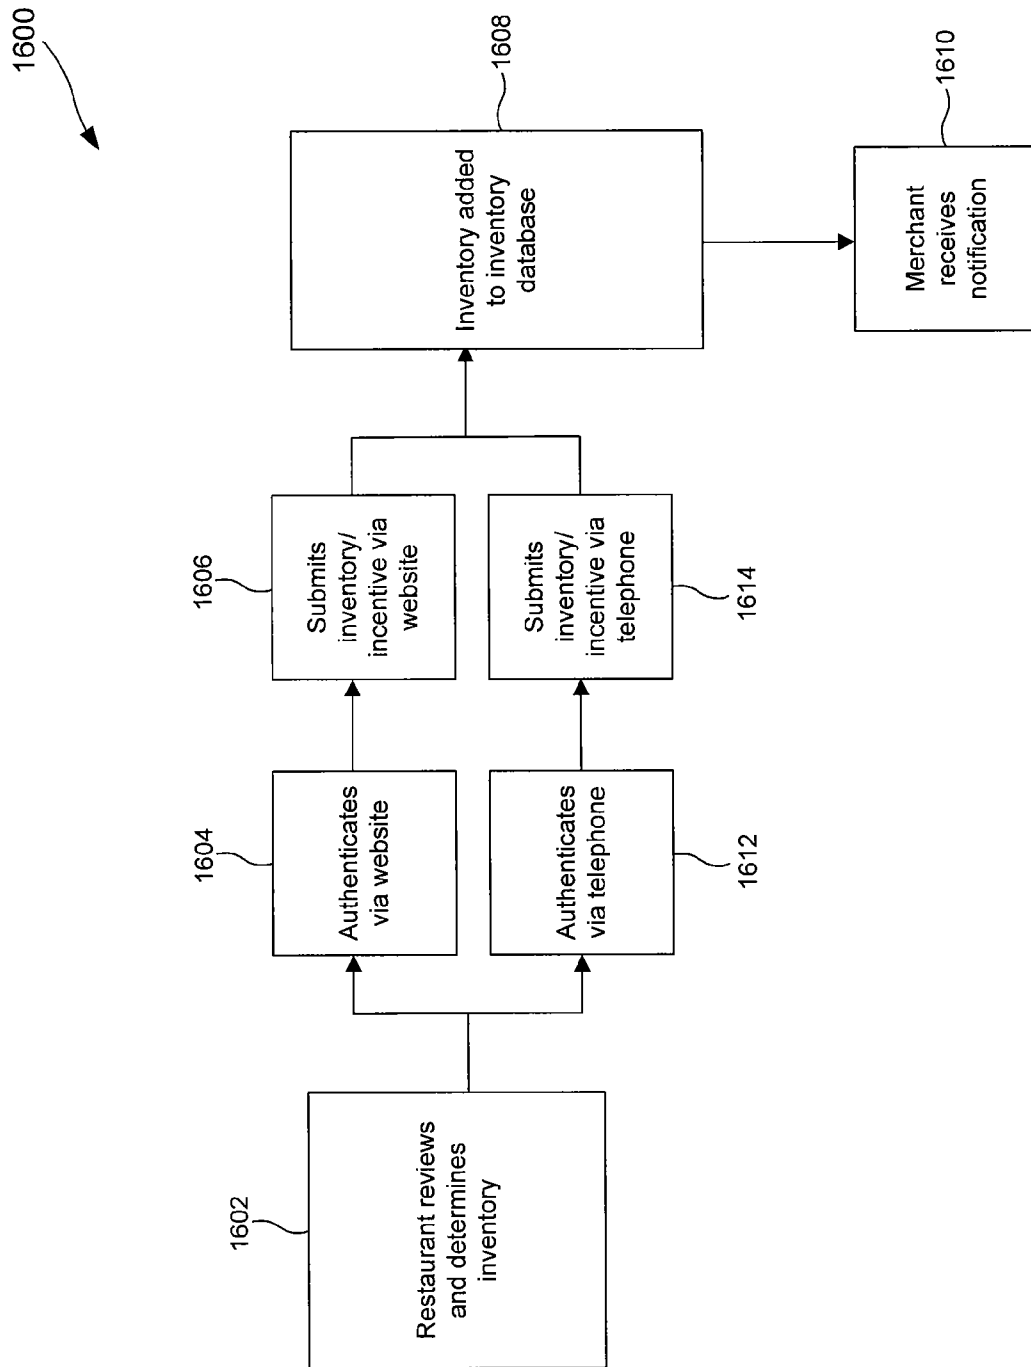 1600
1602
Restaurant reviews
and determines
inventory
1604
Authenticates
via website
1606
Submits
inventory/
incentive via
website
1612
Authenticates
via telephone
1614
Submits
inventory/
incentive via
telephone
1608
Inventory added
to inventory
database
1610
Merchant
receives
notification